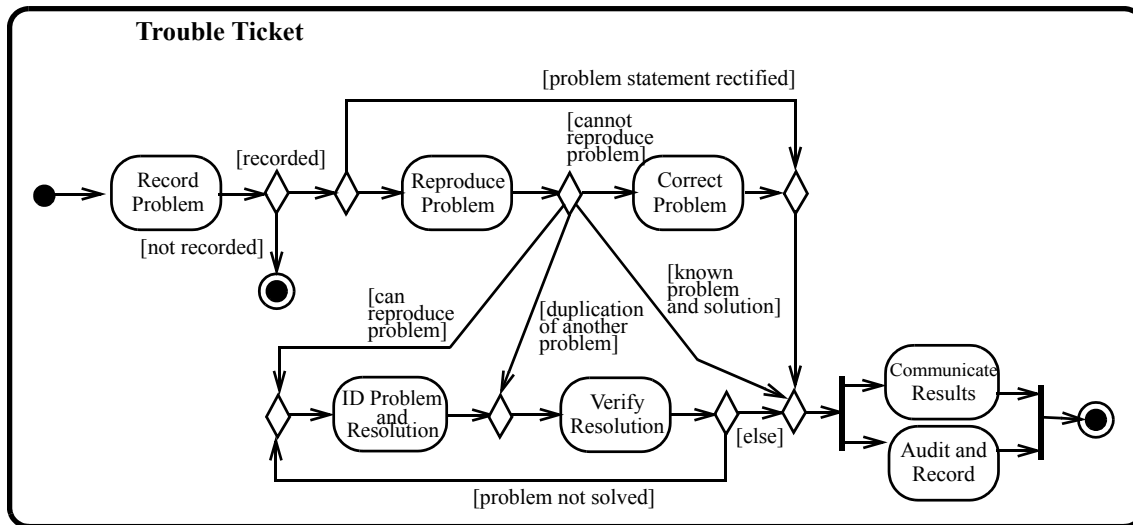 Trouble Ticket
[problem statement rectified]
[cannot
reproduce
problem]
[recorded]
Record
Problem
Reproduce
Problem
Correct
Problem
[not recorded]
[can
reproduce
problem]
[duplication
of another
problem]
[known
problem
and solution]
Communicate
Results
ID Problem
and
Resolution
Verify
Resolution
[else]
Audit and
Record
[problem not solved]